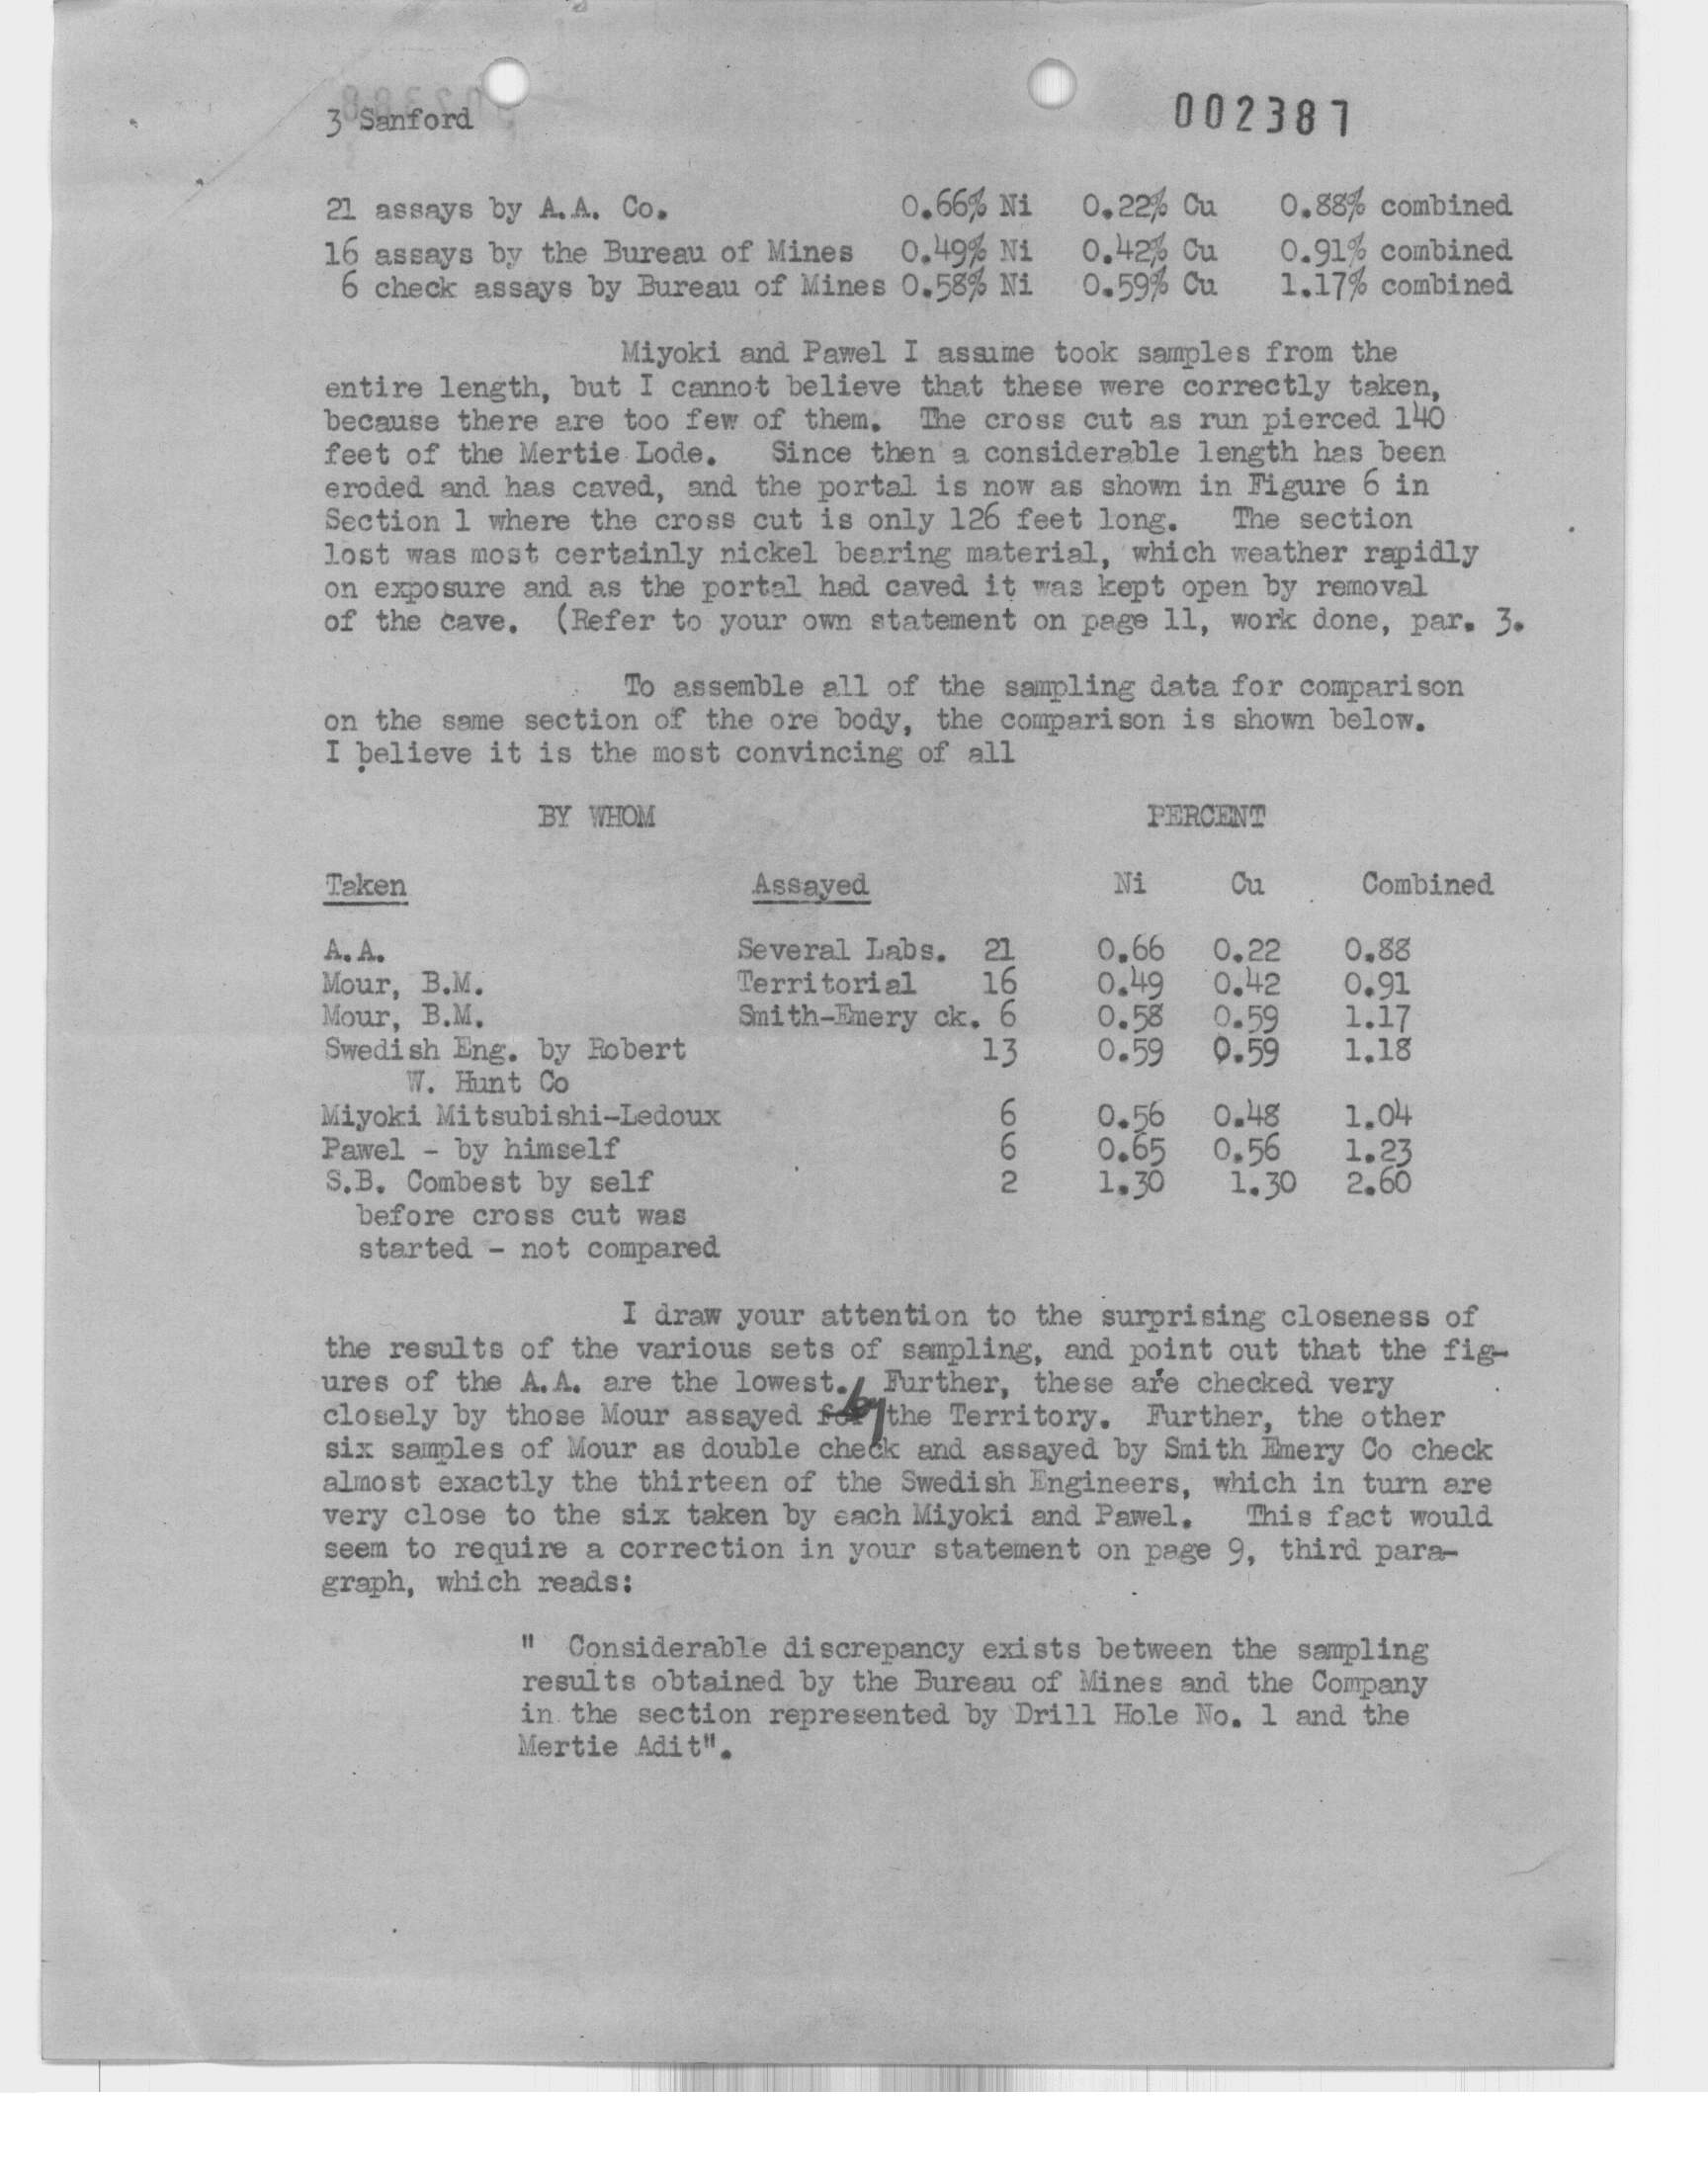 3 Sanford
002387
21 assays by A.A. Co. 0.66% Ni 0.22% Cu 0.88% combined
16 assays by the Bureau of Mines 0.49% Ni 0.42% Cu 0.91% combined
6 check assays by Bureau of Mines 0.58% Ni 0.59% Cu 1.17% combined
Miyoki and Pawel I assume took samples from the
entire length, but I cannot believe that these were correctly taken,
because there are too few of them. The cross cut as run pierced 140
feet of the Mertie Lode. Since then a considerable length has been
eroded and has caved, and the portal is now as shown in Figure 6 in
Section 1 where the cross cut is only 126 feet long. The section
lost was most certainly nickel bearing material, which weather rapidly
on exposure and as the portal had caved it was kept open by removal
of the cave. (Refer to your own statement on page 11, work done, par. 3.
To assemble all of the sampling data for comparison
on the same section of the ore body, the comparison is shown below.
I believe it is the most convincing of all
BY WHOM PERCENT
Taken Assayed Ni Cu Combined
A.A. Several Labs. 21 0.66 0.22 0.88
Mour, B.M. Territorial 16 0.49 0.42 0.91
Mour, B.M. Smith-Emery ck. 6 0.58 0.59 1.17
Swedish Eng. by Robert 13 0.59 0.59 1.18
W. Hunt Co
Miyoki Mitsubishi-Ledoux 6 0.56 0.48 1.04
Pawel - by himself 6 0.65 0.56 1.23
S.B. Combest by self 2 1.30 1.30 2.60
before cross cut was
started - not compared
I draw your attention to the surprising closeness of
the results of the various sets of sampling, and point out that the fig-
ures of the A.A. are the lowest. Further, these are checked very
closely by those Mour assayed for by the Territory. Further, the other
six samples of Mour as double check and assayed by Smith Emery Co check
almost exactly the thirteen of the Swedish Engineers, which in turn are
very close to the six taken by each Miyoki and Pawel. This fact would
seem to require a correction in your statement on page 9, third para-
graph, which reads:
" Considerable discrepancy exists between the sampling
results obtained by the Bureau of Mines and the Company
in the section represented by Drill Hole No. 1 and the
Mertie Adit".